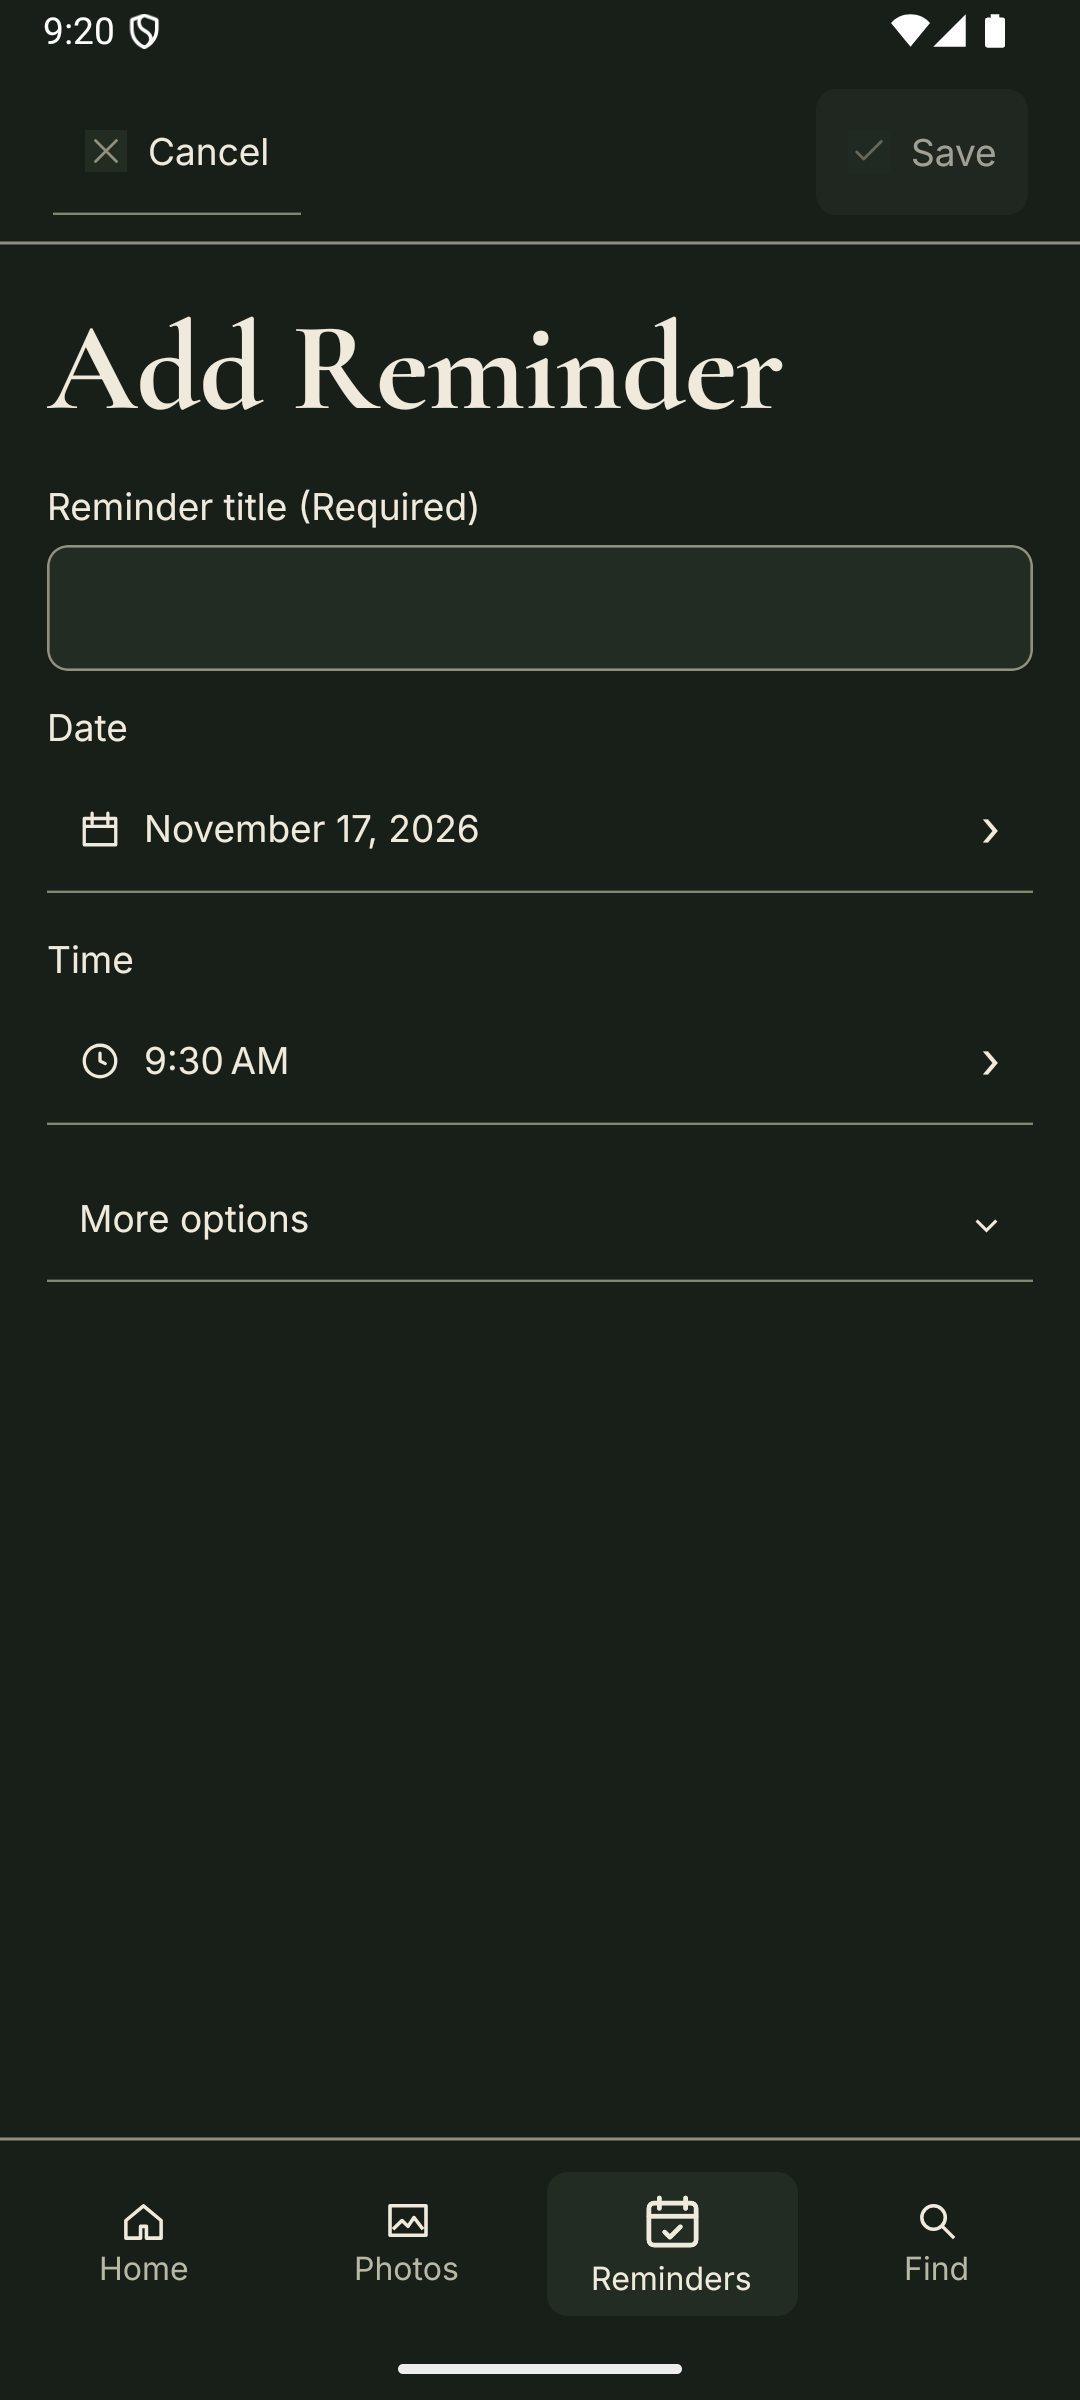 9:20
Cancel
Save
Add Reminder
Reminder title (Required)
Date
November 17, 2026
Time
9:30 AM
More options
Home
Photos
Reminders
Find